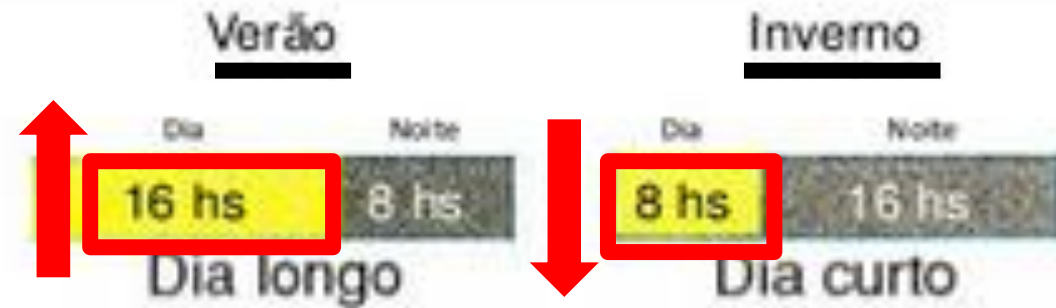 Verão Inverno
Dia Noite Dia Noite
16 hs 8 hs 8 hs 16 hs
Dia longo Dia curto